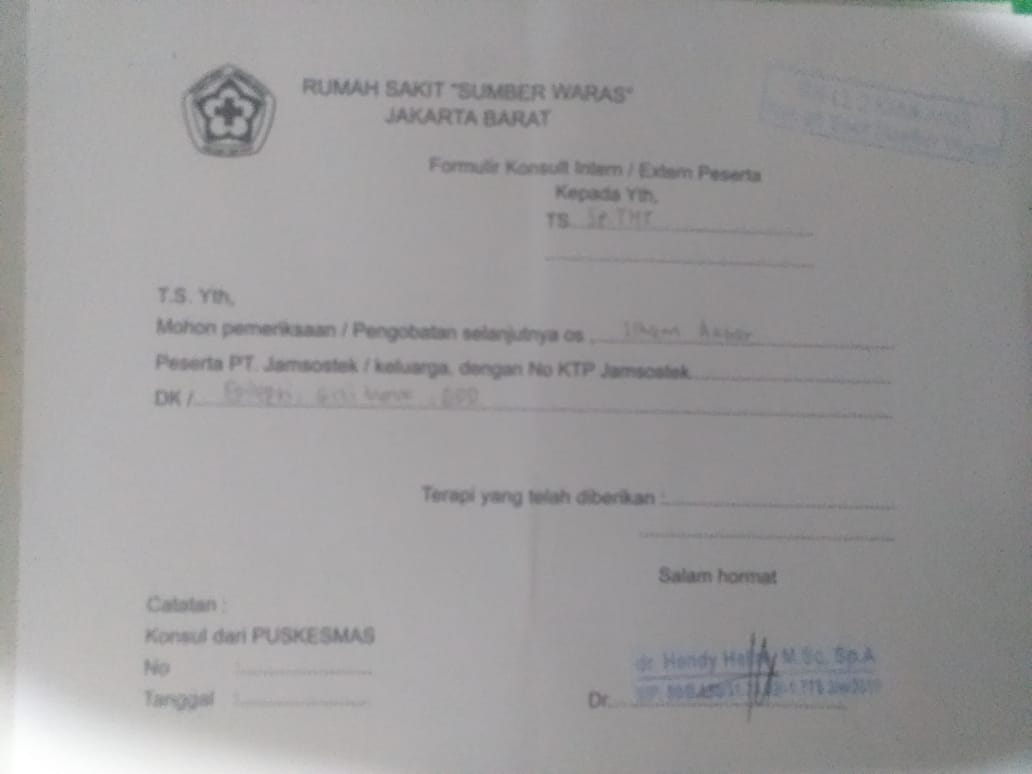 RUMAH SAKIT "SUMBER WARAS"
JAKARTA BARAT
Formulir Konsult Intern / Extern Peserta
Kepada Yth,
TS. Sp.THT
T.S. Yth,
Mohon pemeriksaan / Pengobatan selanjutnya os
Peserta PT. Jamsostek / keluarga, dengan No KTP Jamsostek
DK /
Terapi yang telah diberikan :
Salam hormat
Catatan :
Konsul dari PUSKESMAS
No :
Tanggal :
dr. Hendy M.Sc, Sp.A
Dr.